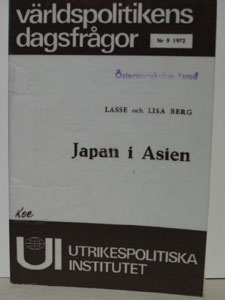 världspolitikens
dagsfrågor
Nr 9 1972
LASSE och LISA BERG
Japan i Asien
UI UTRIKESPOLITISKA
INSTITUTET